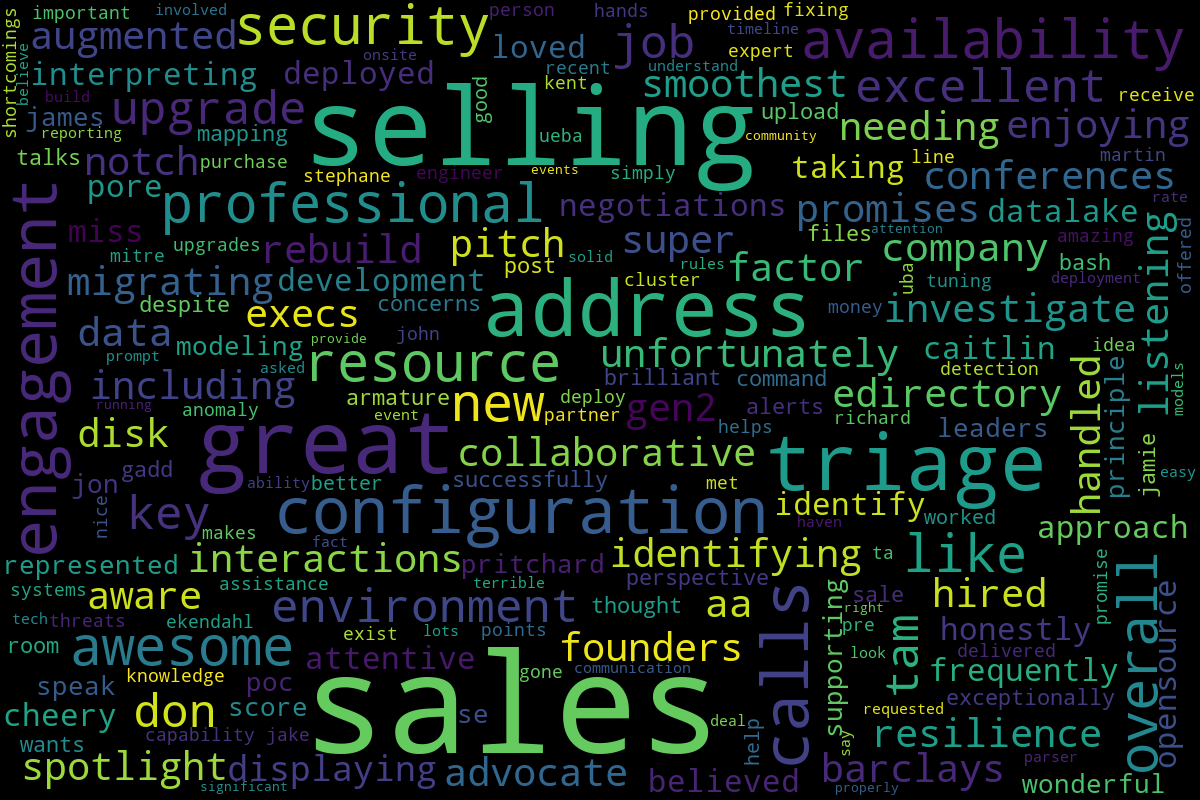 important involved person hands provided fixing
shortcomings believe augmented security onsite loved job timeline expert availability
interpreting deployed recent kent understand smoothest excellent receive
build james upgrade selling good ueba upload community needing enjoying
reporting mapping
talks notch purchase stephane engineer events simply taking line martin conferences
pore professional negotiations promises datalake rate
miss upgrades rebuild pitch super files attention company amazing offered
mitre post solid rules factor bash
migrating development cluster uba tuning deployment
engagement despite execs concerns address money investigate listening
data john
prompt modeling provide asked resource unfortunately caitlin idea
including brilliant command detection edirectory models
running anomaly armature new deploy gen2 alerts richard handled principle
disk great event partner helps leaders
collaborative triage jamie easy
jon gadd ability better successfully met
nice key configuration identify worked
makes fact haven approach
represented interactions pritchard identifying ta like
systems assistance terrible perspective promise
aware environment thought aa calls supporting sale hired
tech threats ekendahl right
room exist lots points pre tam honestly overall opensource
awesome attentive founders look delivered
knowledge sales gone communication frequently
speak poc exceptionally
cheery don score se deal help requested
wants capability jake say resilience
spotlight displaying advocate believed barclays parser
significant properly wonderful